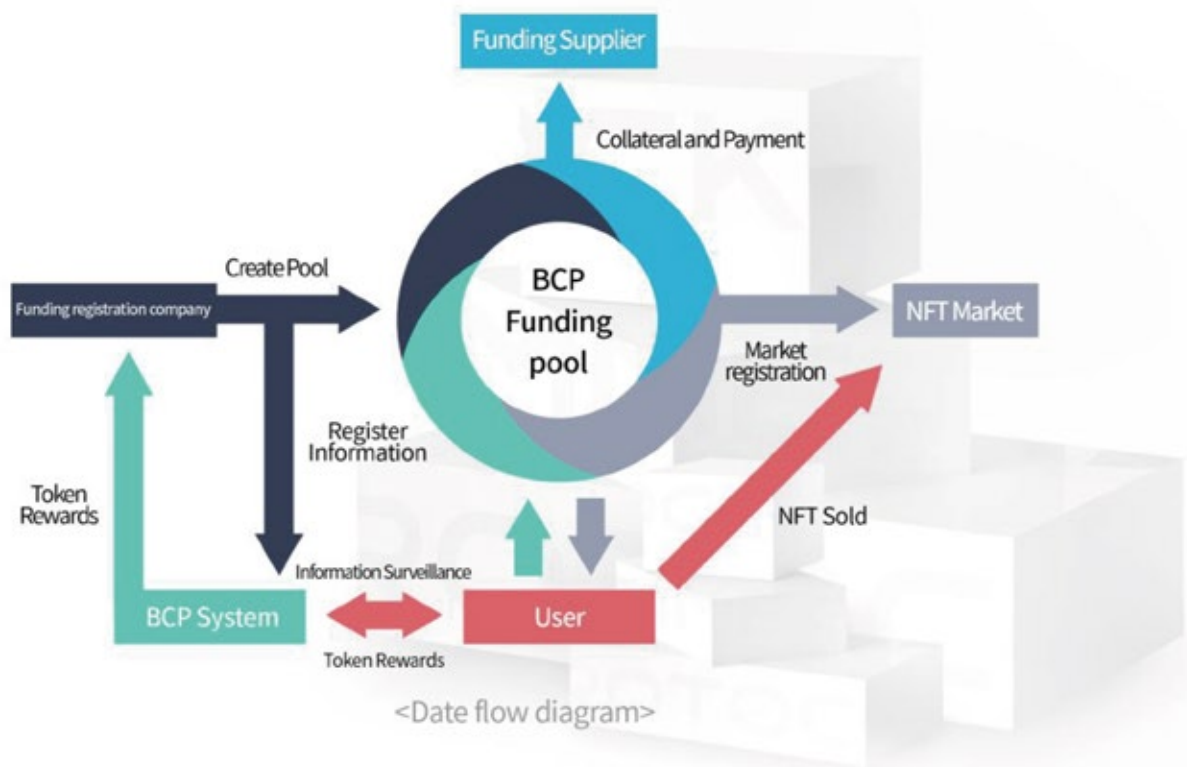 Funding Supplier
Collateral and Payment
Create Pool
Funding registration company
BCP
Funding
pool
NFT Market
Market
registration
Register
Information
Token
Rewards
NFT Sold
Information Surveillance
BCP System
User
Token Rewards
<Date flow diagram>